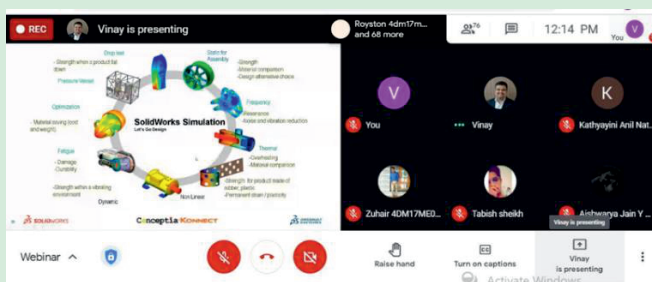 REC
Vinay is presenting
Royston 4dm17m...
and 68 more
76
12:14 PM
V
You
Drop test
-Strength when a product fall
down
Static for
Assembly
-Strength
-Material comparison
-Design alternative choice
Pressure Vessel
Optimization
-Material saving (cost
and weight)
SolidWorks Simulation
Let's Go Design
Frequency
-Resonance
-Noise and vibration reduction
Thermal
-Overheating
-Material comparison
Fatigue
-Damage
-Durability
-Strength within a vibrating
environment
Dynamic
Non Linear
-Strength for product made of
rubber, plastic
-Permanent strain / plasticity
SOLIDWORKS
Conceptia KONNECT
DASSAULT
SYSTEMES
V
You
Vinay
K
Kathyayini Anil Nat...
Zuhair 4DM17ME0...
Tabish sheikh
Aishwarya Jain Y ...
Vinay is presenting
Webinar
Raise hand
Turn on captions
Vinay
is presenting
Activate Windows